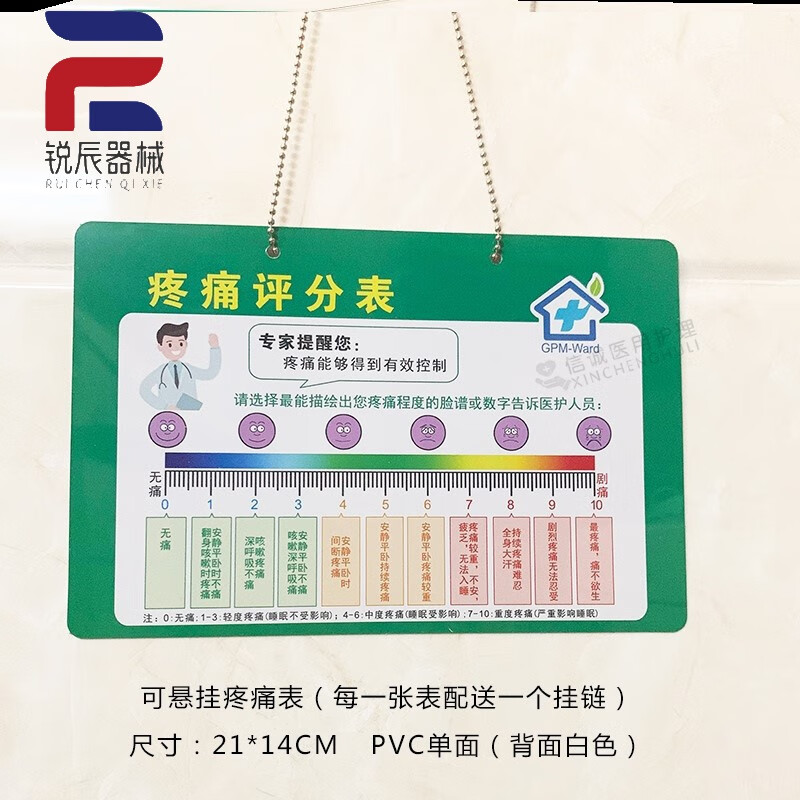 锐辰器械
RUI CHEN QI XIE
疼痛评分表
GPM-Ward
专家提醒您：
疼痛能够得到有效控制
信诚医用护理
XINCHENGHULI
请选择最能描绘出您疼痛程度的脸谱或数字告诉医护人员：
无痛
剧痛
0 1 2 3 4 5 6 7 8 9 10
无痛
安静平卧时不痛
翻身咳嗽时疼痛
咳嗽疼痛
深呼吸不痛
安静平卧不痛
咳嗽深呼吸痛
安静平卧时
间断疼痛
安静平卧持续疼痛
安静平卧疼痛较重
疼痛较重，不安，
疲乏，无法入睡
持续疼痛难忍
全身大汗
剧烈疼痛无法忍受
最疼痛，痛不欲生
注：0:无痛；1-3:轻度疼痛(睡眠不受影响)；4-6:中度疼痛(睡眠受影响)；7-10:重度疼痛(严重影响睡眠)
可悬挂疼痛表（每一张表配送一个挂链）
尺寸：21*14CM PVC单面（背面白色）